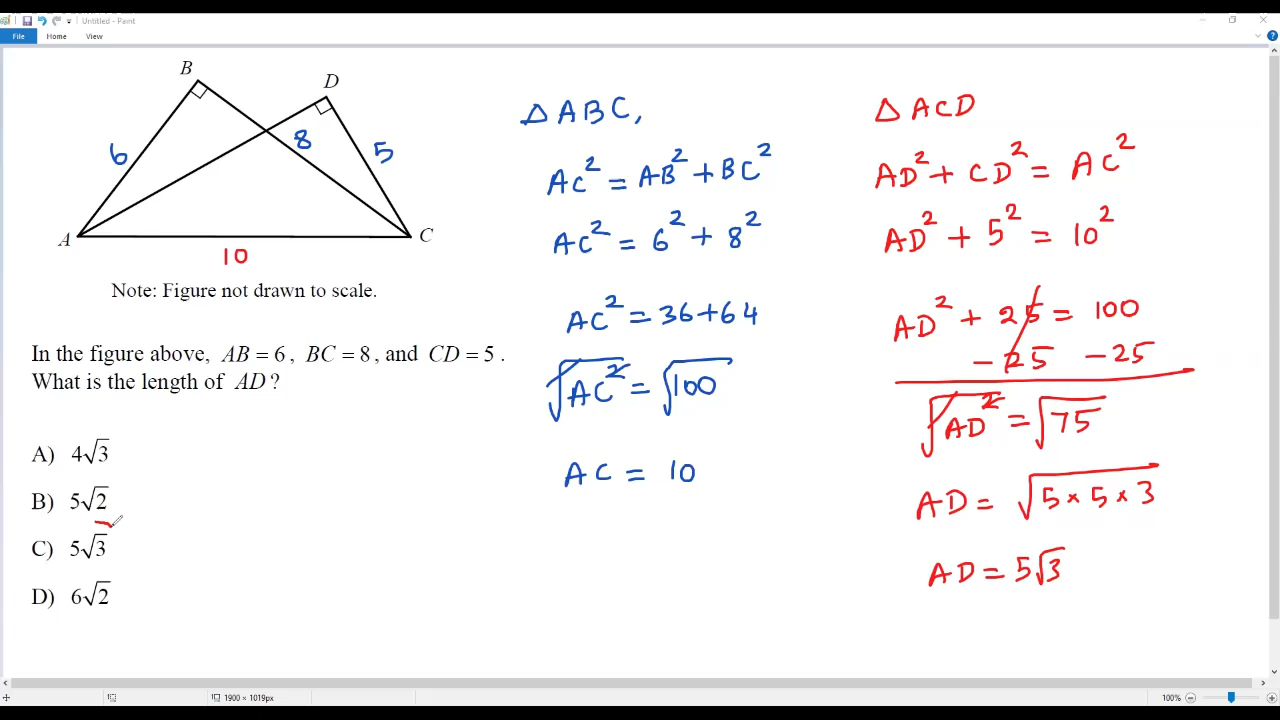 Untitled - Paint
File Home View
B
D
6
8
5
A
C
10
Note: Figure not drawn to scale.
In the figure above, AB = 6, BC = 8, and CD = 5.
What is the length of AD?
A) 4√3
B) 5√2
C) 5√3
D) 6√2
△ABC,
AC² = AB² + BC²
AC² = 6² + 8²
AC² = 36 + 64
√AC² = √100
AC = 10
△ACD
AD² + CD² = AC²
AD² + 5² = 10²
AD² + 25 = 100
- 25 - 25
√AD² = √75
AD = √5 × 5 × 3
AD = 5√3
1900 × 1019px
100%